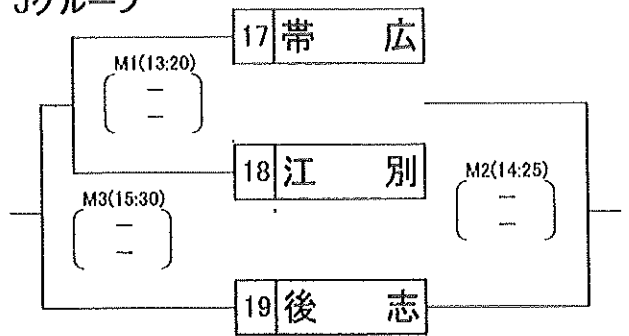 Jグループ
17 帯 広
M1(13:20)
－
－
18 江 別
M2(14:25)
－
－
M3(15:30)
－
－
19 後 志